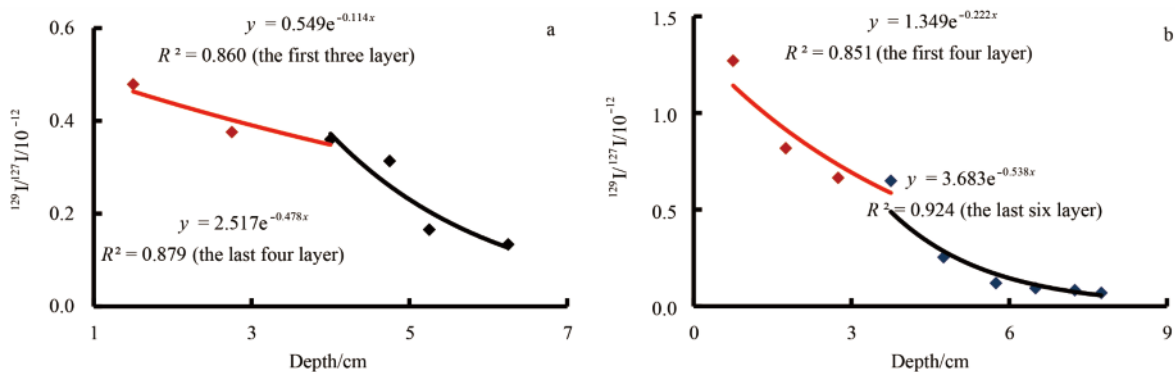 y = 0.549e^−0.114x
R² = 0.860 (the first three layer)
a
0.6
0.4
0.2
0.0
¹²⁹I/¹²⁷I/10⁻¹²
y = 2.517e^−0.478x
R² = 0.879 (the last four layer)
1 3 5 7
Depth/cm
y = 1.349e^−0.222x
R² = 0.851 (the first four layer)
b
1.5
1.0
0.5
0.0
¹²⁹I/¹²⁷I/10⁻¹²
y = 3.683e^−0.538x
R² = 0.924 (the last six layer)
0 3 6 9
Depth/cm